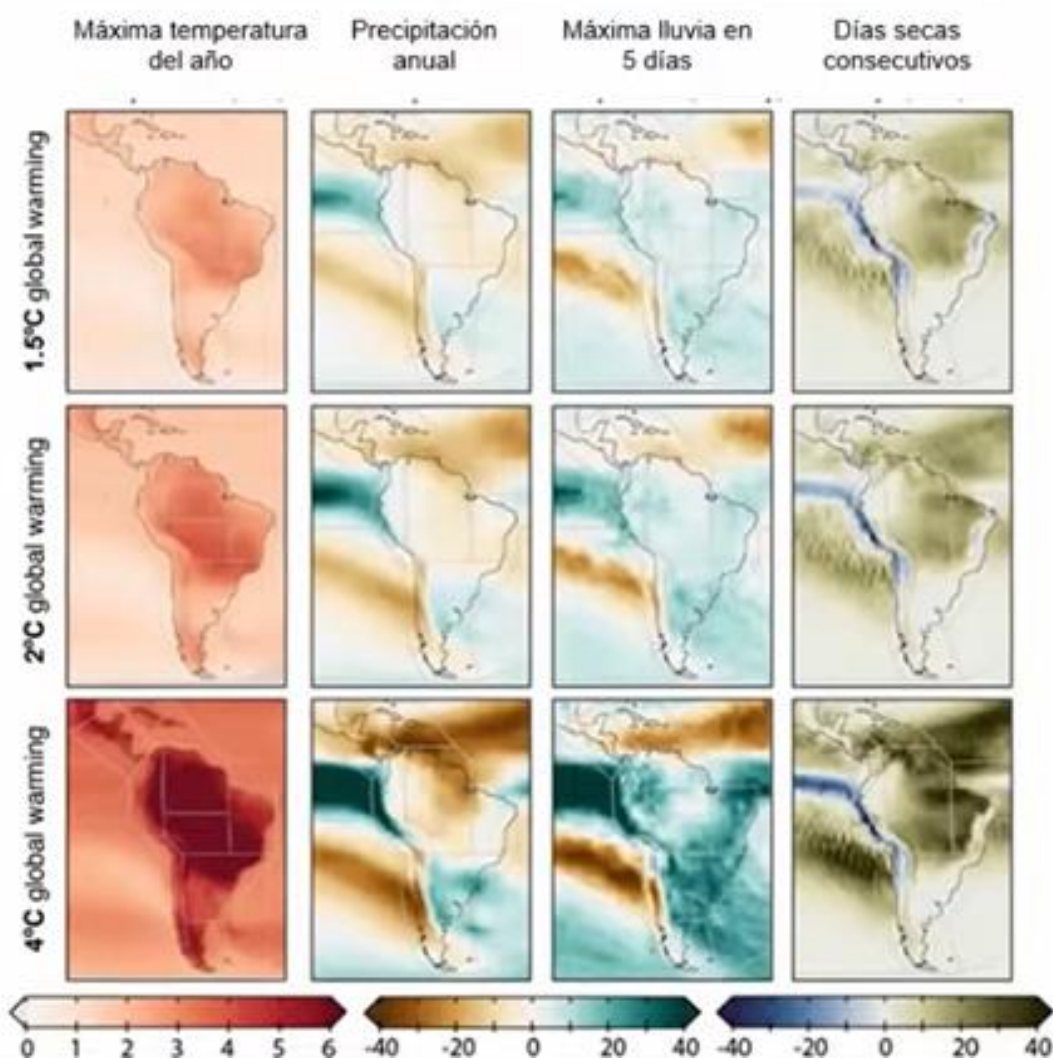 Máxima temperatura
del año
Precipitación
anual
Máxima lluvia en
5 días
Días secas
consecutivos
1.5ºC global warming
2ºC global warming
4ºC global warming
0 1 2 3 4 5 6
-40 -20 0 20 40
-40 -20 0 20 40